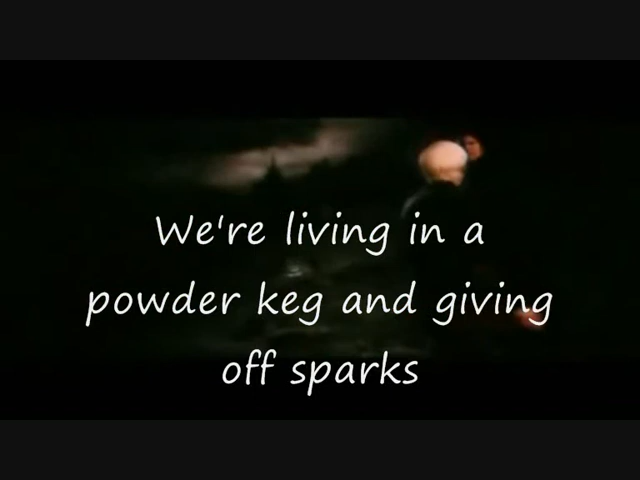 We're living in a
powder keg and giving
off sparks